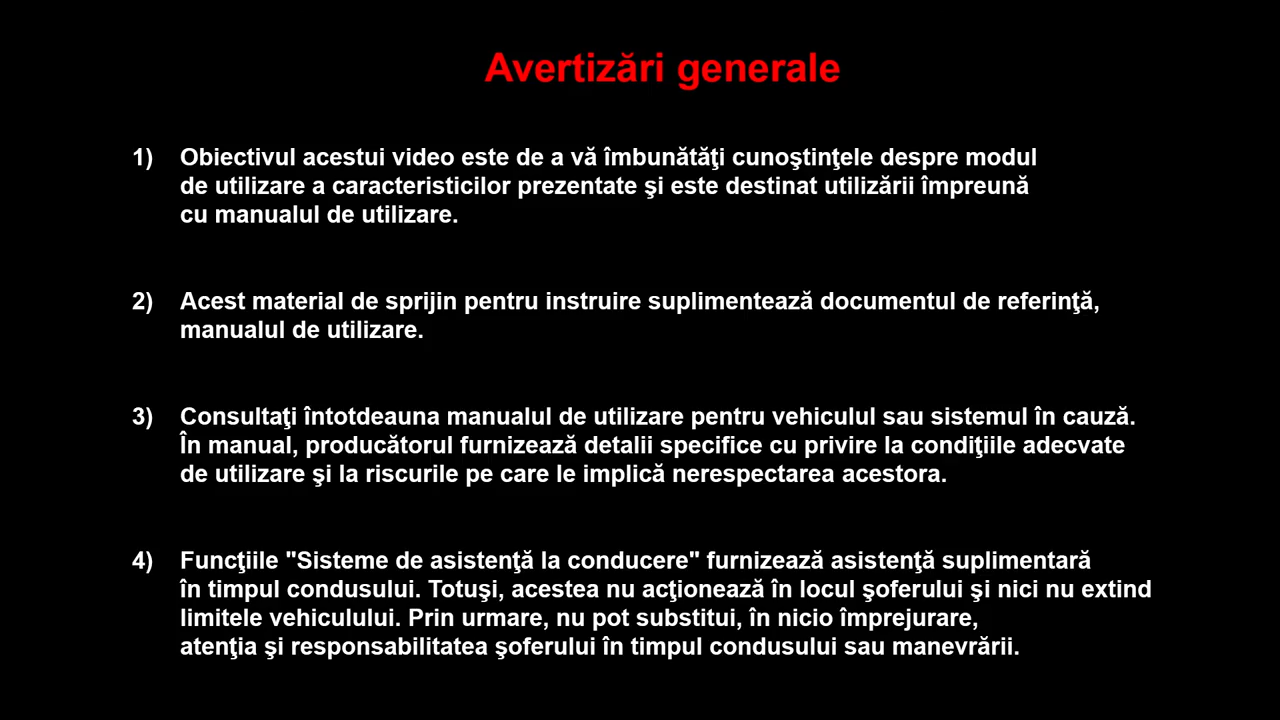 Avertizări generale
1) Obiectivul acestui video este de a vă îmbunătăţi cunoştinţele despre modul
de utilizare a caracteristicilor prezentate şi este destinat utilizării împreună
cu manualul de utilizare.
2) Acest material de sprijin pentru instruire suplimentează documentul de referinţă,
manualul de utilizare.
3) Consultaţi întotdeauna manualul de utilizare pentru vehiculul sau sistemul în cauză.
În manual, producătorul furnizează detalii specifice cu privire la condiţiile adecvate
de utilizare şi la riscurile pe care le implică nerespectarea acestora.
4) Funcţiile "Sisteme de asistenţă la conducere" furnizează asistenţă suplimentară
în timpul condusului. Totuşi, acestea nu acţionează în locul şoferului şi nici nu extind
limitele vehiculului. Prin urmare, nu pot substitui, în nicio împrejurare,
atenţia şi responsabilitatea şoferului în timpul condusului sau manevrării.